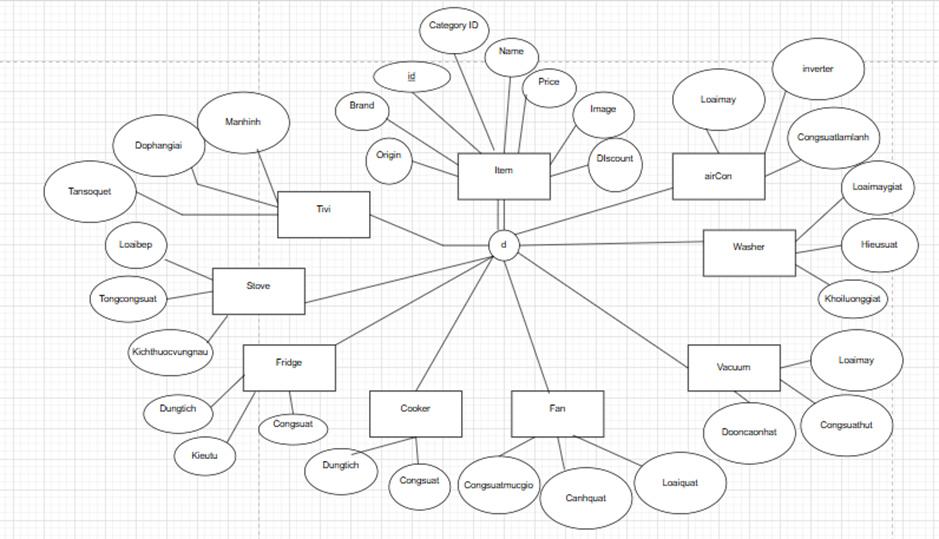 Category ID
Name
id
Price
Brand
Image
Origin
DIscount
Item
Loaimay
inverter
Congsuatlamlanh
airCon
Manhinh
Dophangiai
Tansoquet
Tivi
d
Loaimaygiat
Hieusuat
Khoiluonggiat
Washer
Loaibep
Tongcongsuat
Kichthuocvungnau
Stove
Fridge
Dungtich
Kieutu
Congsuat
Cooker
Dungtich
Congsuat
Fan
Congsuatmucgio
Canhquat
Loaiquat
Vacuum
Loaimay
Dooncaonhat
Congsuathut